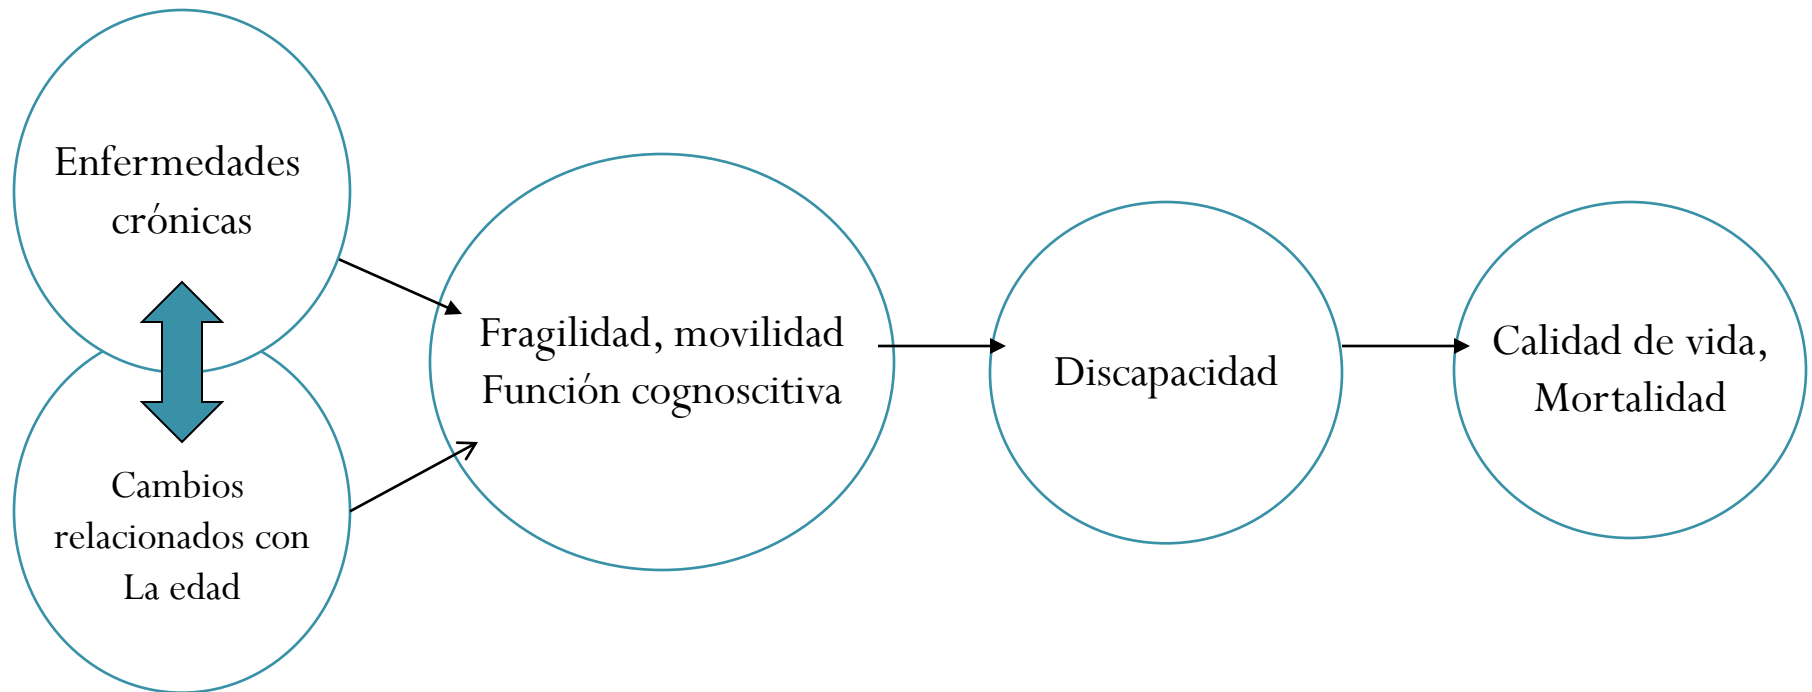 Enfermedades
crónicas
Cambios
relacionados con
La edad
Fragilidad, movilidad
Función cognoscitiva
Discapacidad
Calidad de vida,
Mortalidad